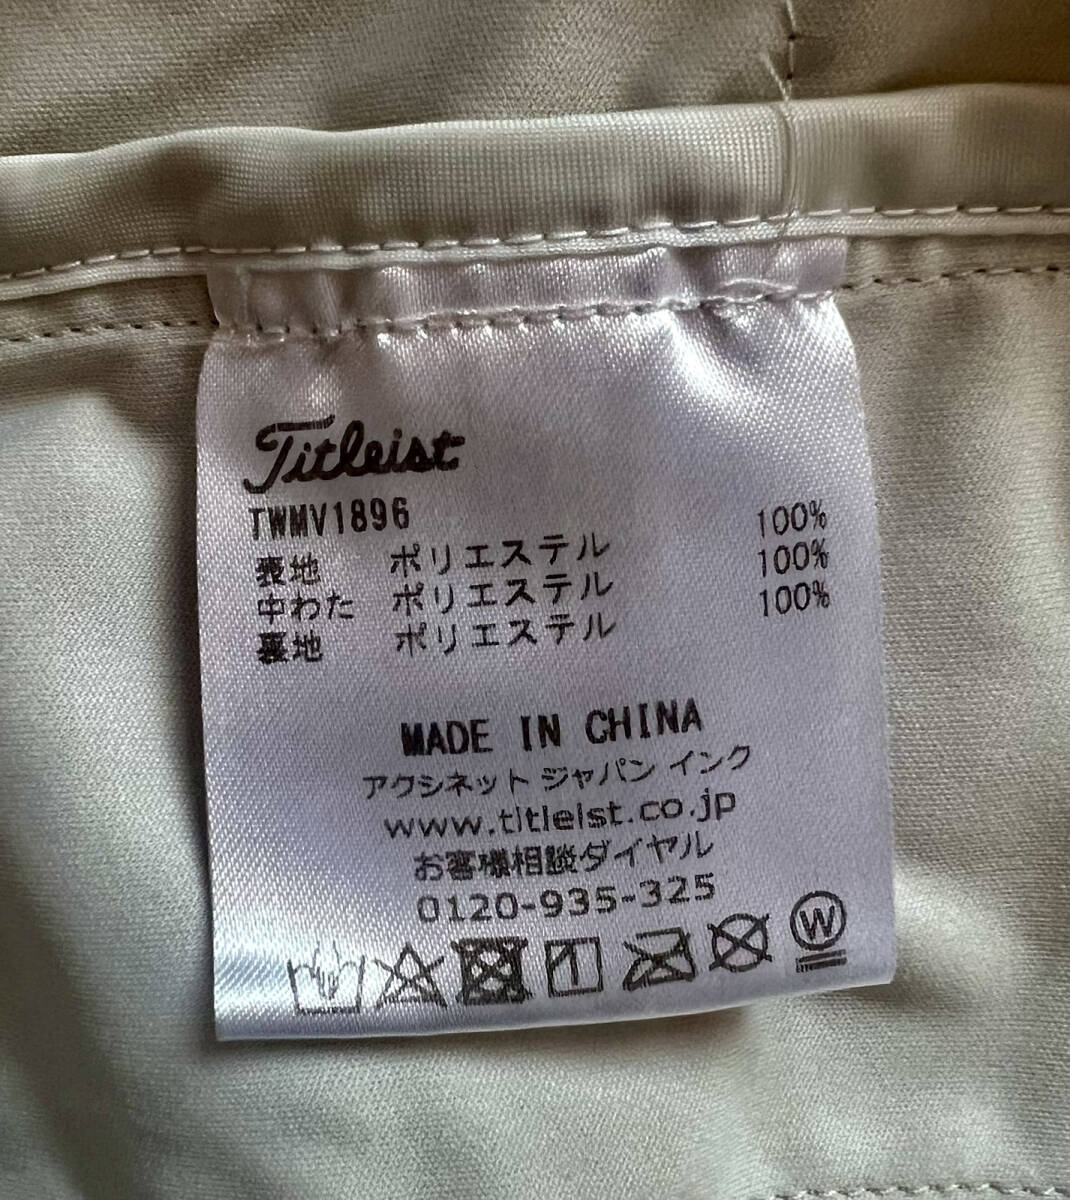 Titleist
TWMV1896
表地 ポリエステル 100%
中わた ポリエステル 100%
裏地 ポリエステル 100%
MADE IN CHINA
アクシネット ジャパン インク
www.titleist.co.jp
お客様相談ダイヤル
0120-935-325
W